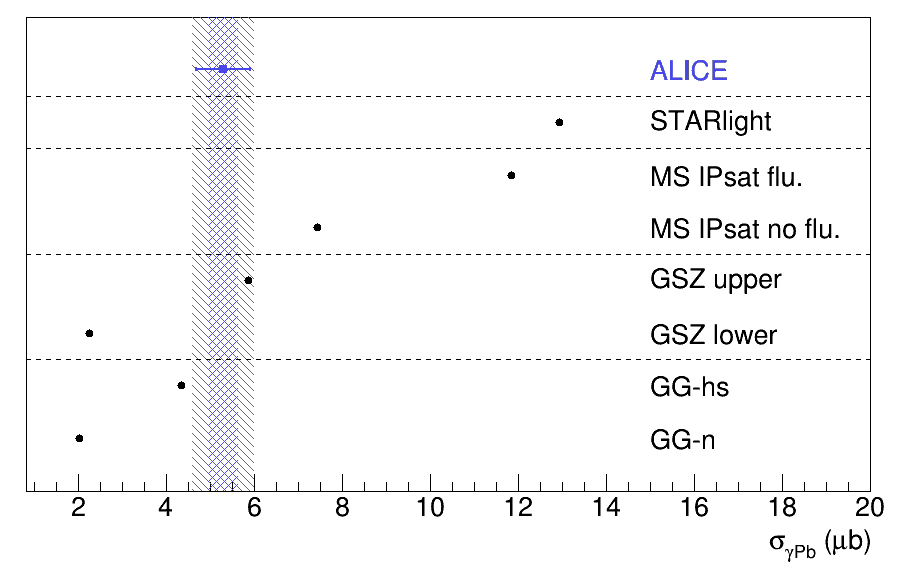 ALICE
STARlight
MS IPsat flu.
MS IPsat no flu.
GSZ upper
GSZ lower
GG-hs
GG-n
2 4 6 8 10 12 14 16 18 20
σγPb (μb)